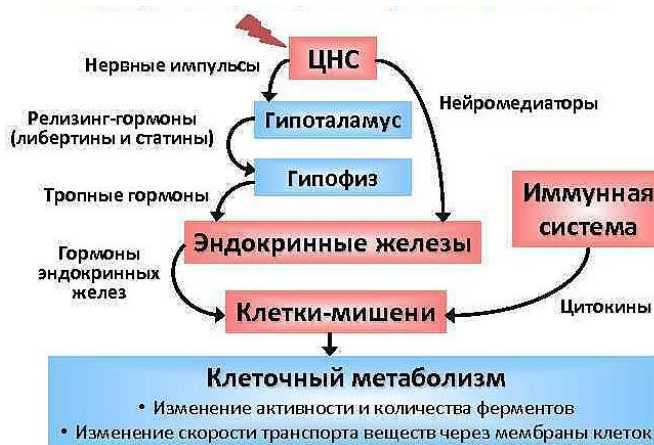 ЦНС
Нервные импульсы
Нейромедиаторы
Релизинг-гормоны
(либертины и статины)
Гипоталамус
Гипофиз
Тропные гормоны
Иммунная
система
Эндокринные железы
Гормоны
эндокринных
желез
Клетки-мишени
Цитокины
Клеточный метаболизм
• Изменение активности и количества ферментов
• Изменение скорости транспорта веществ через мембраны клеток